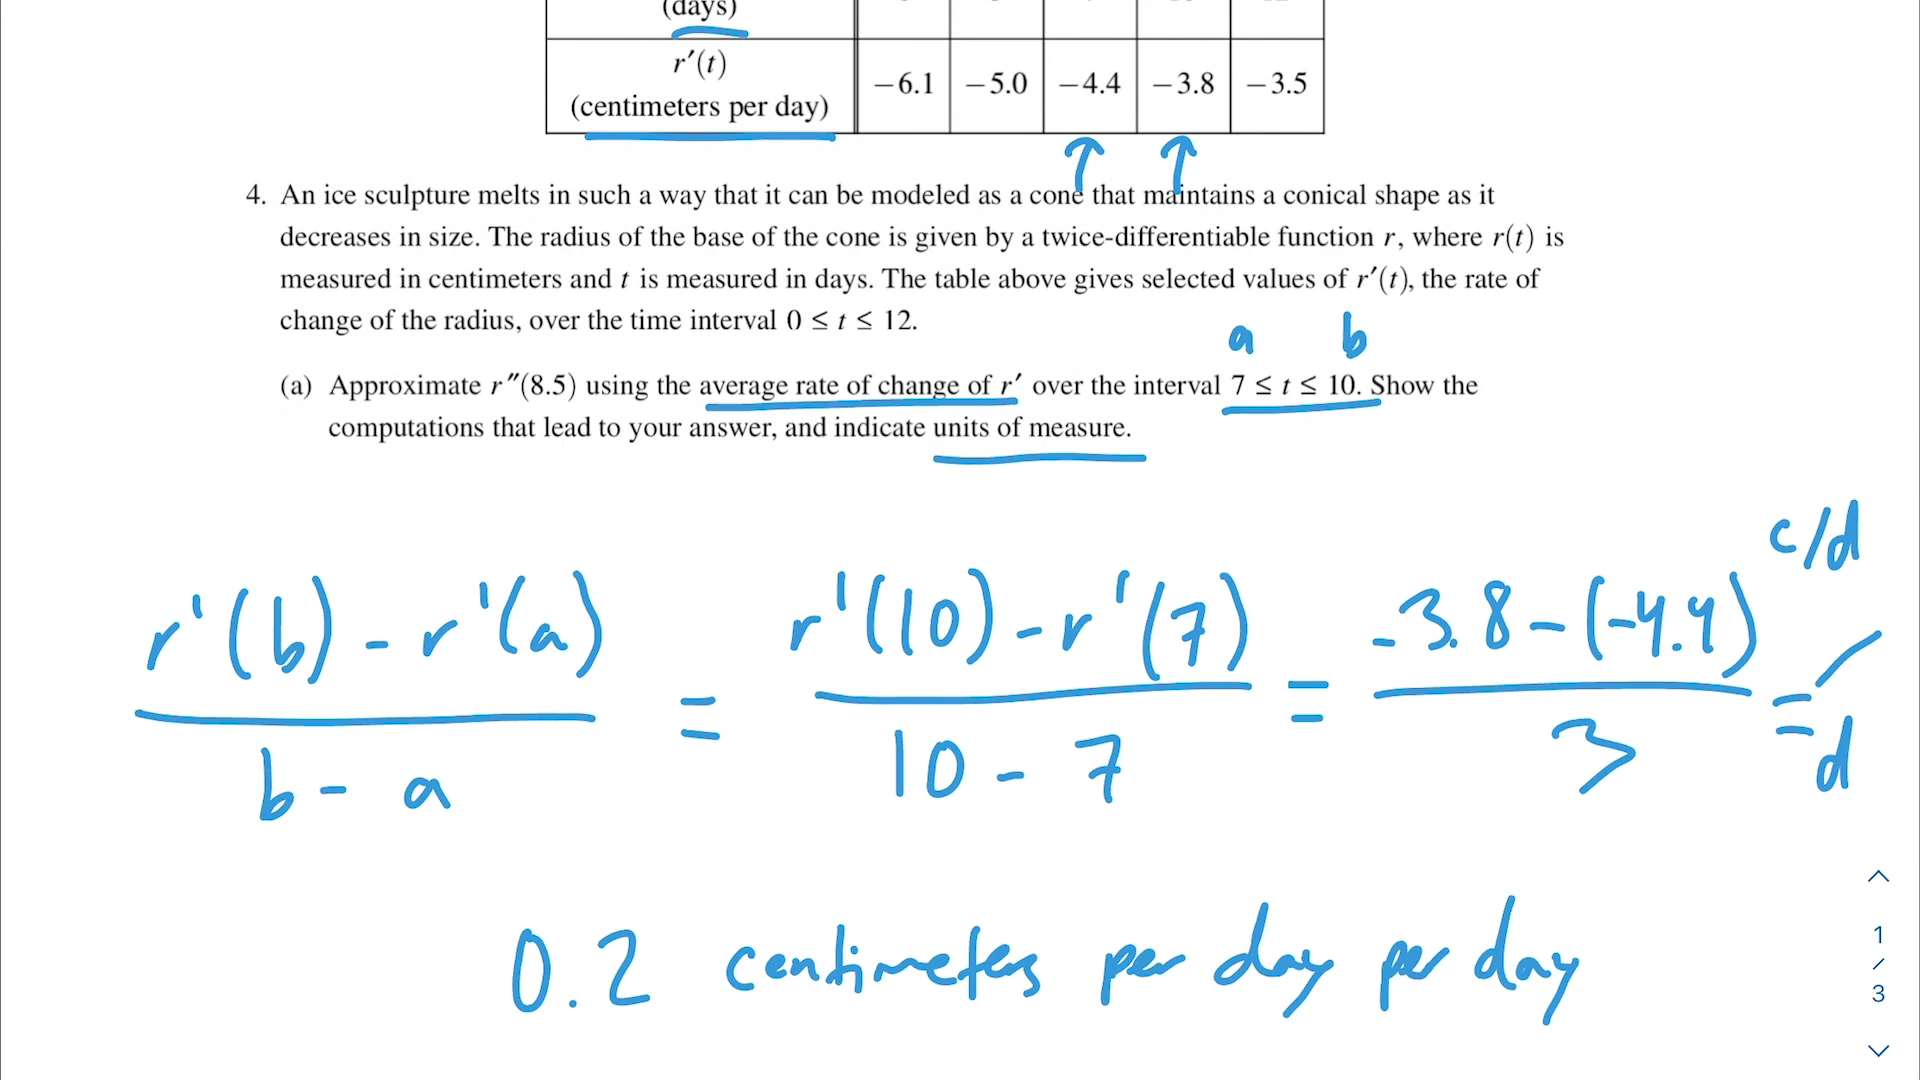 (days)
r′(t)
(centimeters per day)
−6.1 −5.0 −4.4 −3.8 −3.5
4. An ice sculpture melts in such a way that it can be modeled as a cone that maintains a conical shape as it
decreases in size. The radius of the base of the cone is given by a twice-differentiable function r, where r(t) is
measured in centimeters and t is measured in days. The table above gives selected values of r′(t), the rate of
change of the radius, over the time interval 0 ≤ t ≤ 12.
a b
(a) Approximate r″(8.5) using the average rate of change of r′ over the interval 7 ≤ t ≤ 10. Show the
computations that lead to your answer, and indicate units of measure.
c/d
r'(b) - r'(a) r'(10) - r'(7) -3.8 - (-4.4) /
= = =
b - a 10 - 7 3 d
0.2 centimeters per day per day
1
/
3